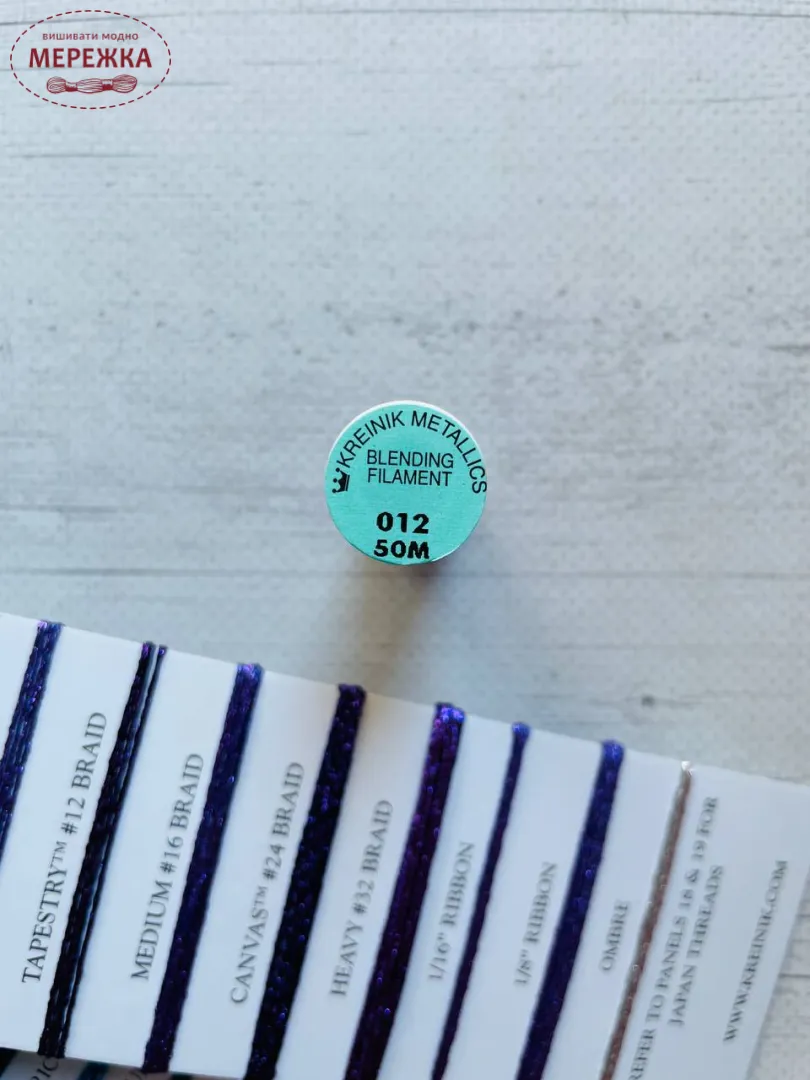 вишивати модно
МЕРЕЖКА
KREINIK METALLICS
BLENDING
FILAMENT
012
50M
TAPESTRY™ #12 BRAID
MEDIUM #16 BRAID
CANVAS™ #24 BRAID
HEAVY #32 BRAID
1/16" RIBBON
1/8" RIBBON
OMBRE
REFER TO PANELS 18 & 19 FOR
JAPAN THREADS
WWW.KREINIK.COM